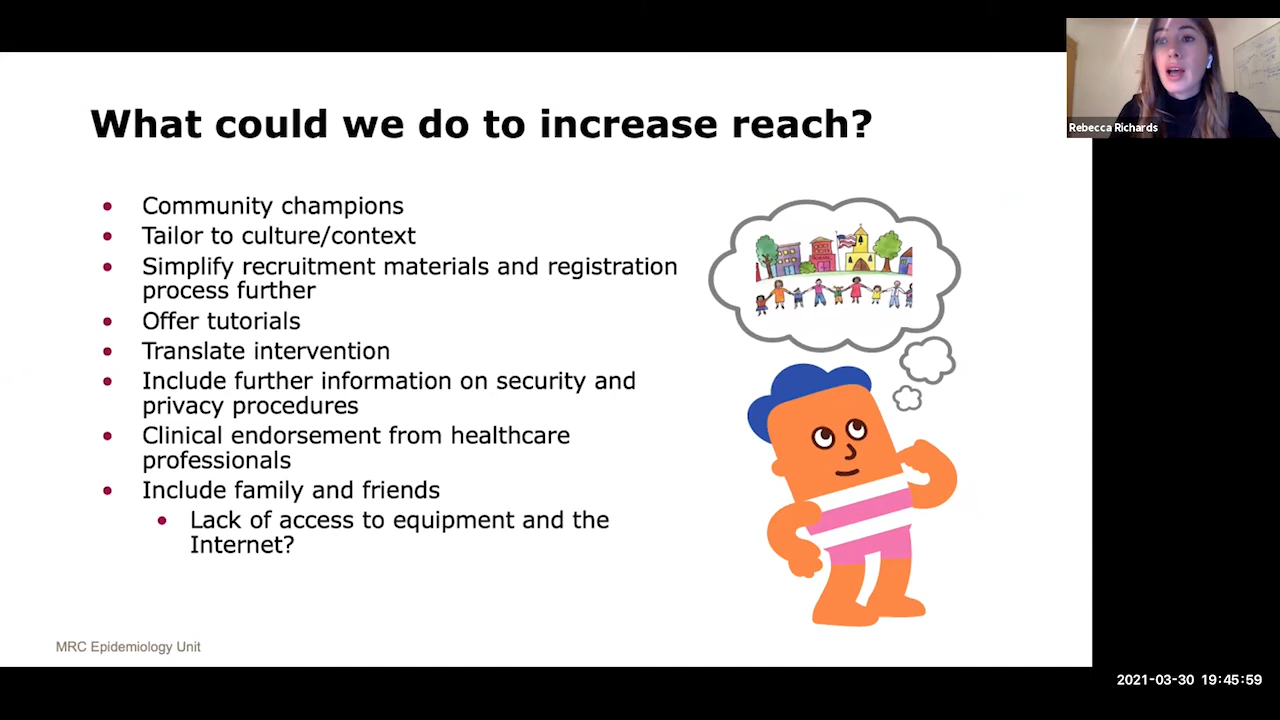 What could we do to increase reach?
• Community champions
• Tailor to culture/context
• Simplify recruitment materials and registration
process further
• Offer tutorials
• Translate intervention
• Include further information on security and
privacy procedures
• Clinical endorsement from healthcare
professionals
• Include family and friends
• Lack of access to equipment and the
Internet?
MRC Epidemiology Unit
Rebecca Richards
2021-03-30 19:45:59